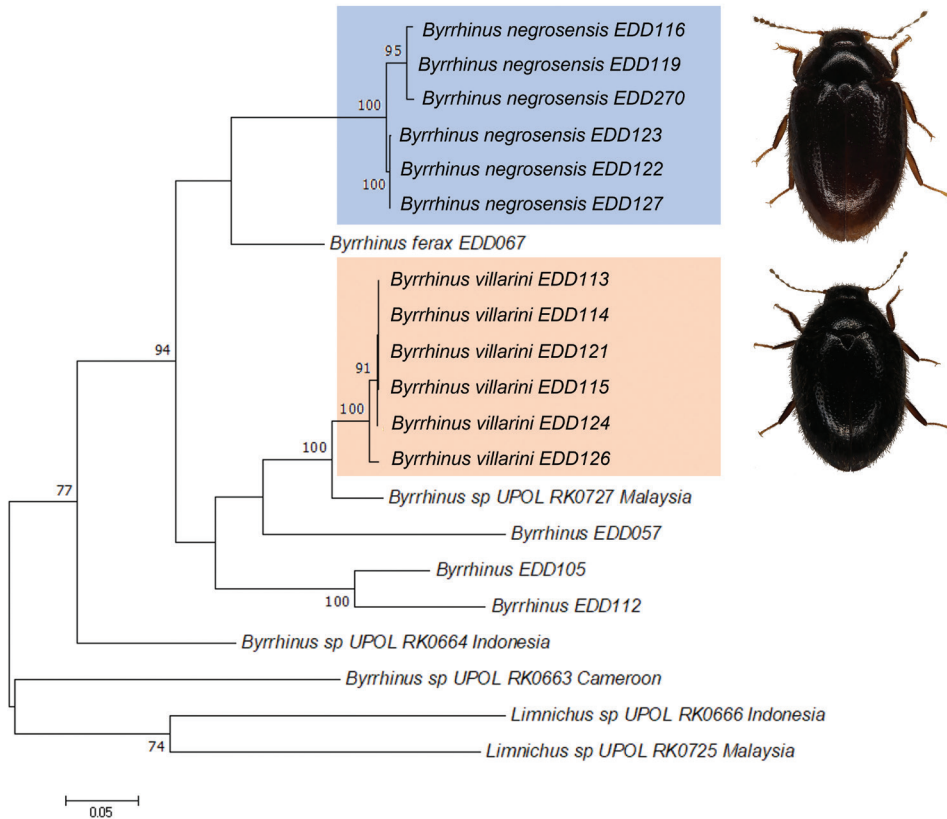 Byrrhinus negrosensis EDD116
95
Byrrhinus negrosensis EDD119
Byrrhinus negrosensis EDD270
100
Byrrhinus negrosensis EDD123
Byrrhinus negrosensis EDD122
100
Byrrhinus negrosensis EDD127
Byrrhinus ferax EDD067
Byrrhinus villarini EDD113
Byrrhinus villarini EDD114
Byrrhinus villarini EDD121
91
Byrrhinus villarini EDD115
100
Byrrhinus villarini EDD124
94
100
Byrrhinus villarini EDD126
77
Byrrhinus sp UPOL RK0727 Malaysia
Byrrhinus EDD057
Byrrhinus EDD105
100
Byrrhinus EDD112
Byrrhinus sp UPOL RK0664 Indonesia
Byrrhinus sp UPOL RK0663 Cameroon
Limnichus sp UPOL RK0666 Indonesia
74
Limnichus sp UPOL RK0725 Malaysia
0.05